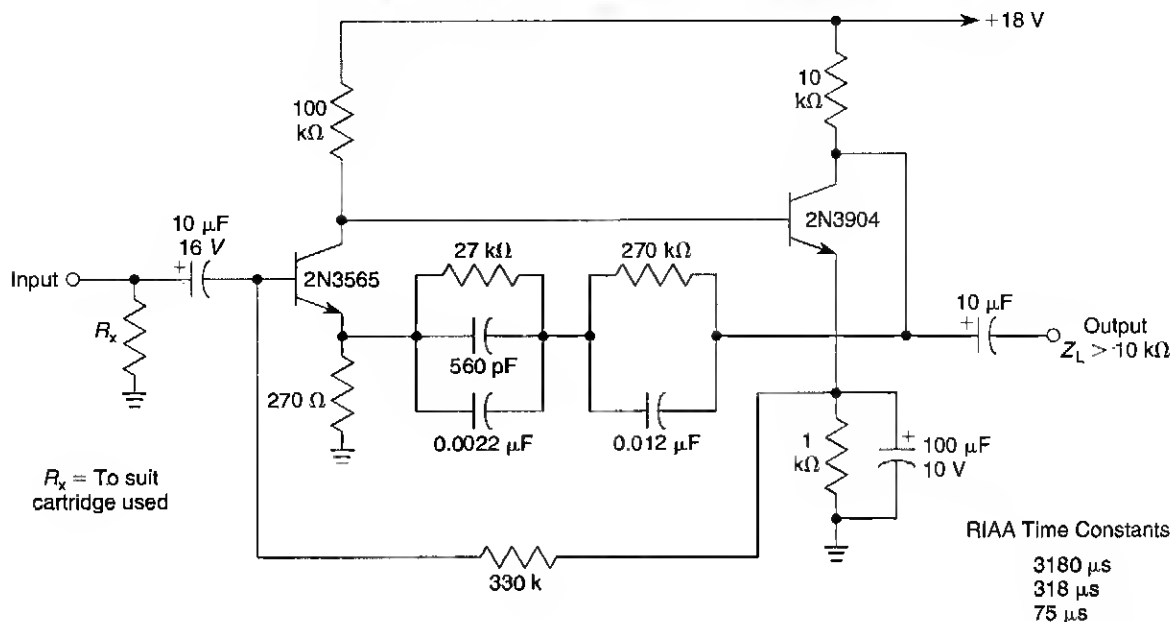 +18 V
100
kΩ
10
kΩ
2N3904
10 μF
16 V
+
Input
2N3565
27 kΩ
270 kΩ
10 μF
+
Output
Z_L > 10 kΩ
R_x
560 pF
270 Ω
0.0022 μF
0.012 μF
1
kΩ
+
100 μF
10 V
R_x = To suit
cartridge used
330 k
RIAA Time Constants
3180 μs
318 μs
75 μs